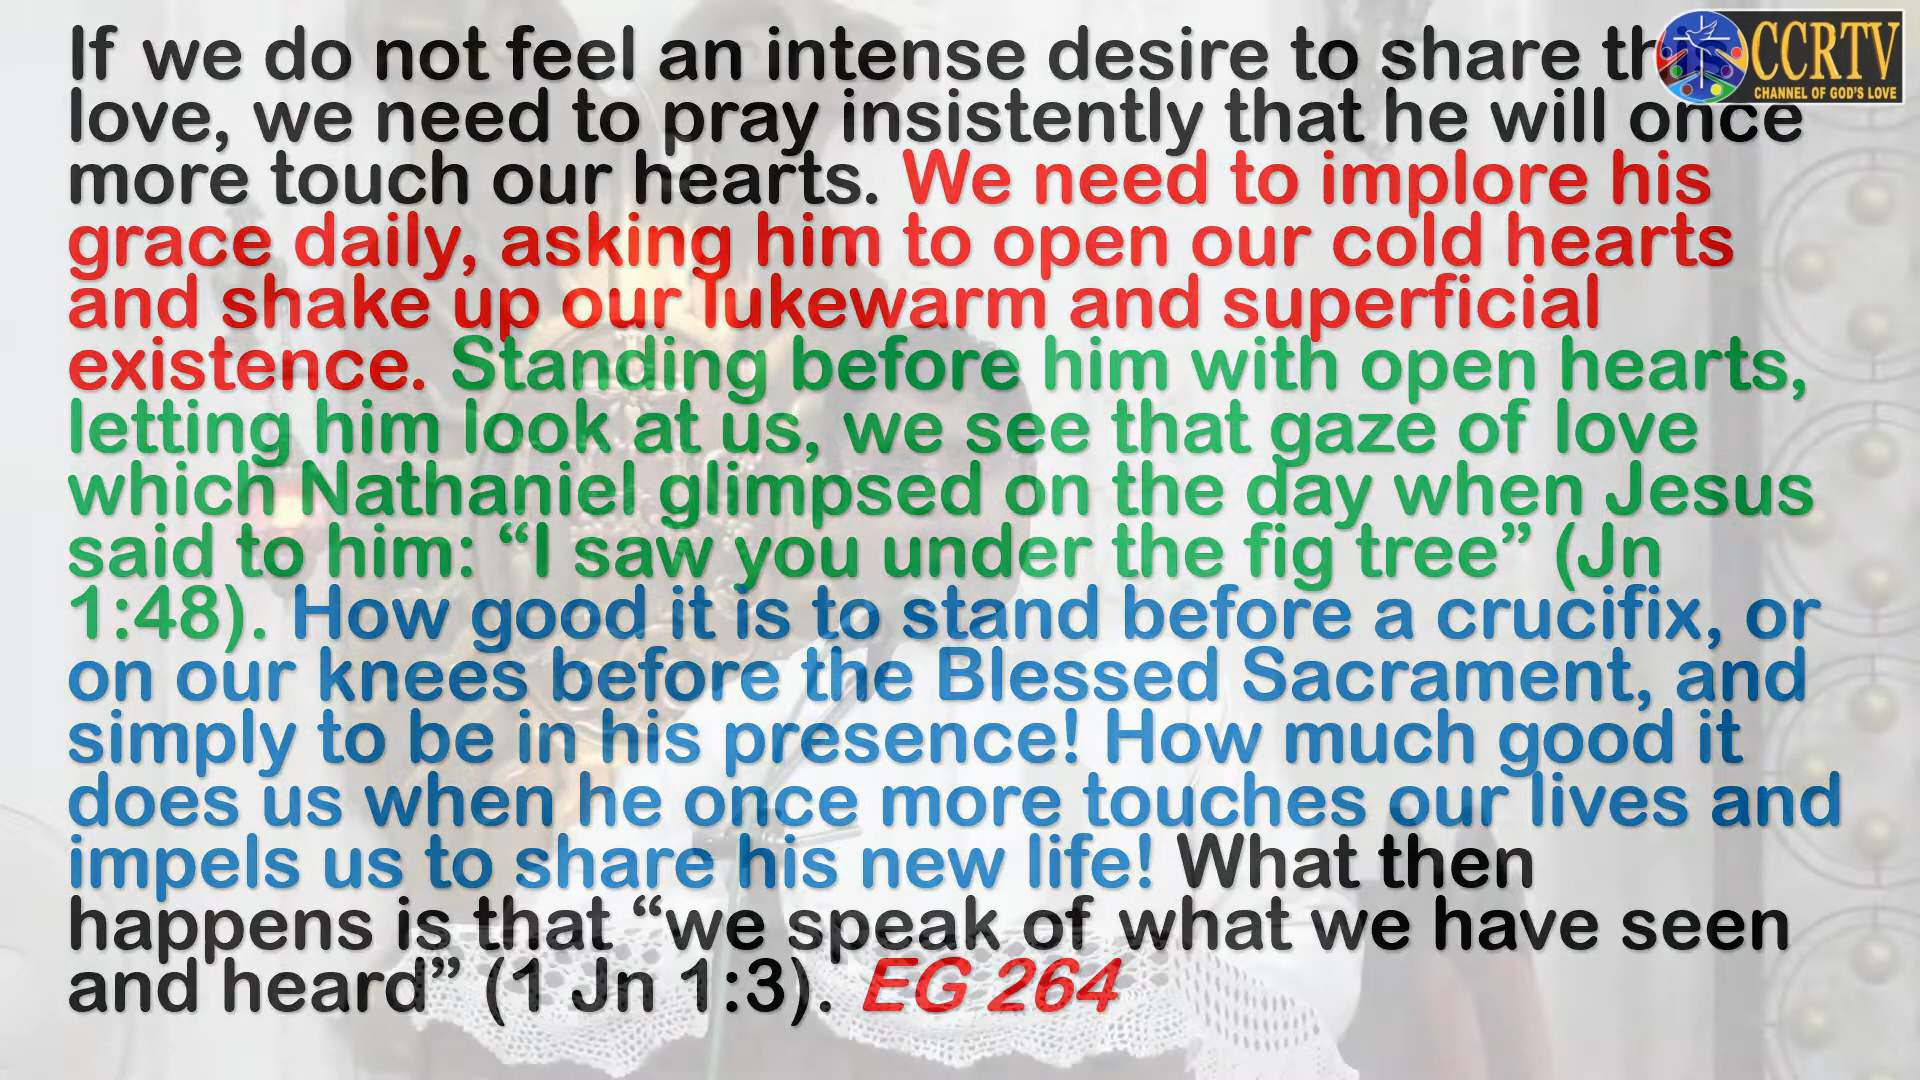 If we do not feel an intense desire to share
love, we need to pray insistently that he will once
more touch our hearts. We need to implore his
grace daily, asking him to open our cold hearts
and shake up our lukewarm and superficial
existence. Standing before him with open hearts,
letting him look at us, we see that gaze of love
which Nathaniel glimpsed on the day when Jesus
said to him: “I saw you under the fig tree” (Jn
1:48). How good it is to stand before a crucifix, or
on our knees before the Blessed Sacrament, and
simply to be in his presence! How much good it
does us when he once more touches our lives and
impels us to share his new life! What then
happens is that “we speak of what we have seen
and heard” (1 Jn 1:3). EG 264
CCRTV
CHANNEL OF GOD'S LOVE